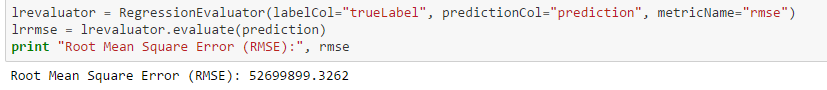 lrevaluator = RegressionEvaluator(labelCol="trueLabel", predictionCol="prediction", metricName="rmse")
lrrmse = lrevaluator.evaluate(prediction)
print "Root Mean Square Error (RMSE):", rmse
Root Mean Square Error (RMSE): 52699899.3262